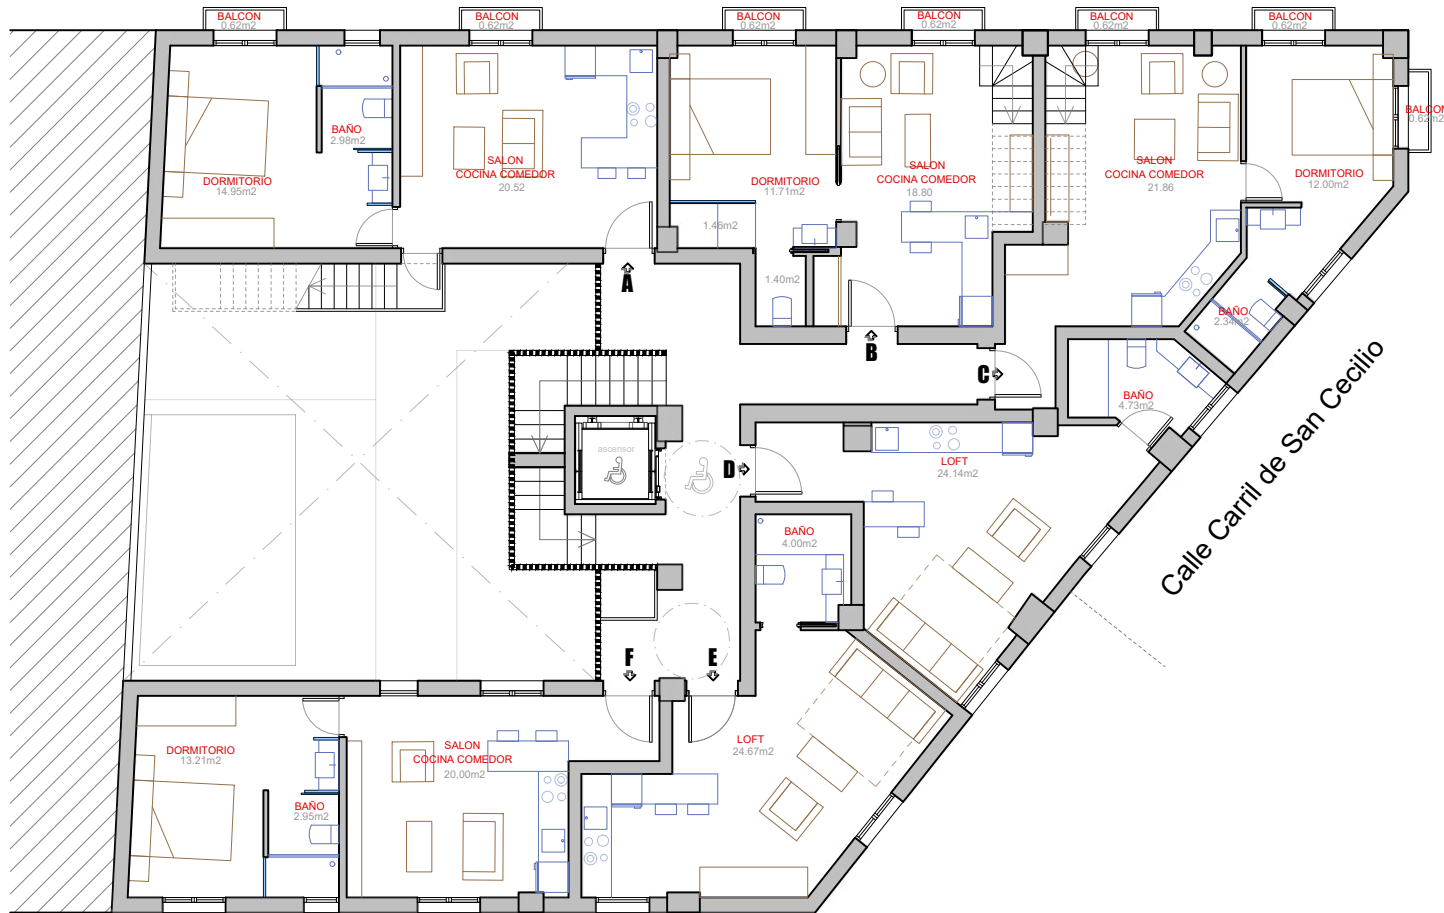 BALCON
0.62m2
BALCON
0.62m2
BALCON
0.62m2
BALCON
0.62m2
BALCON
0.62m2
BALCON
0.62m2
BALCON
0.62m2
BAÑO
2.98m2
DORMITORIO
14.95m2
SALON
COCINA COMEDOR
20.52
DORMITORIO
11.71m2
1.46m2
1.40m2
SALON
COCINA COMEDOR
18.80
SALON
COCINA COMEDOR
21.86
DORMITORIO
12.00m2
BAÑO
2.34m2
A
B
C
BAÑO
4.73m2
Calle Carril de San Cecilio
ascensor
D
LOFT
24.14m2
BAÑO
4.00m2
F
E
DORMITORIO
13.21m2
BAÑO
2.95m2
SALON
COCINA COMEDOR
20,00m2
LOFT
24.67m2